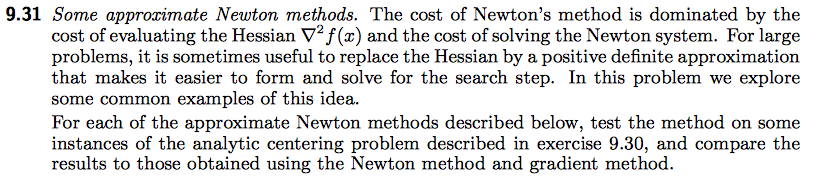 9.31 Some approximate Newton methods. The cost of Newton's method is dominated by the
cost of evaluating the Hessian ∇²f(x) and the cost of solving the Newton system. For large
problems, it is sometimes useful to replace the Hessian by a positive definite approximation
that makes it easier to form and solve for the search step. In this problem we explore
some common examples of this idea.
For each of the approximate Newton methods described below, test the method on some
instances of the analytic centering problem described in exercise 9.30, and compare the
results to those obtained using the Newton method and gradient method.